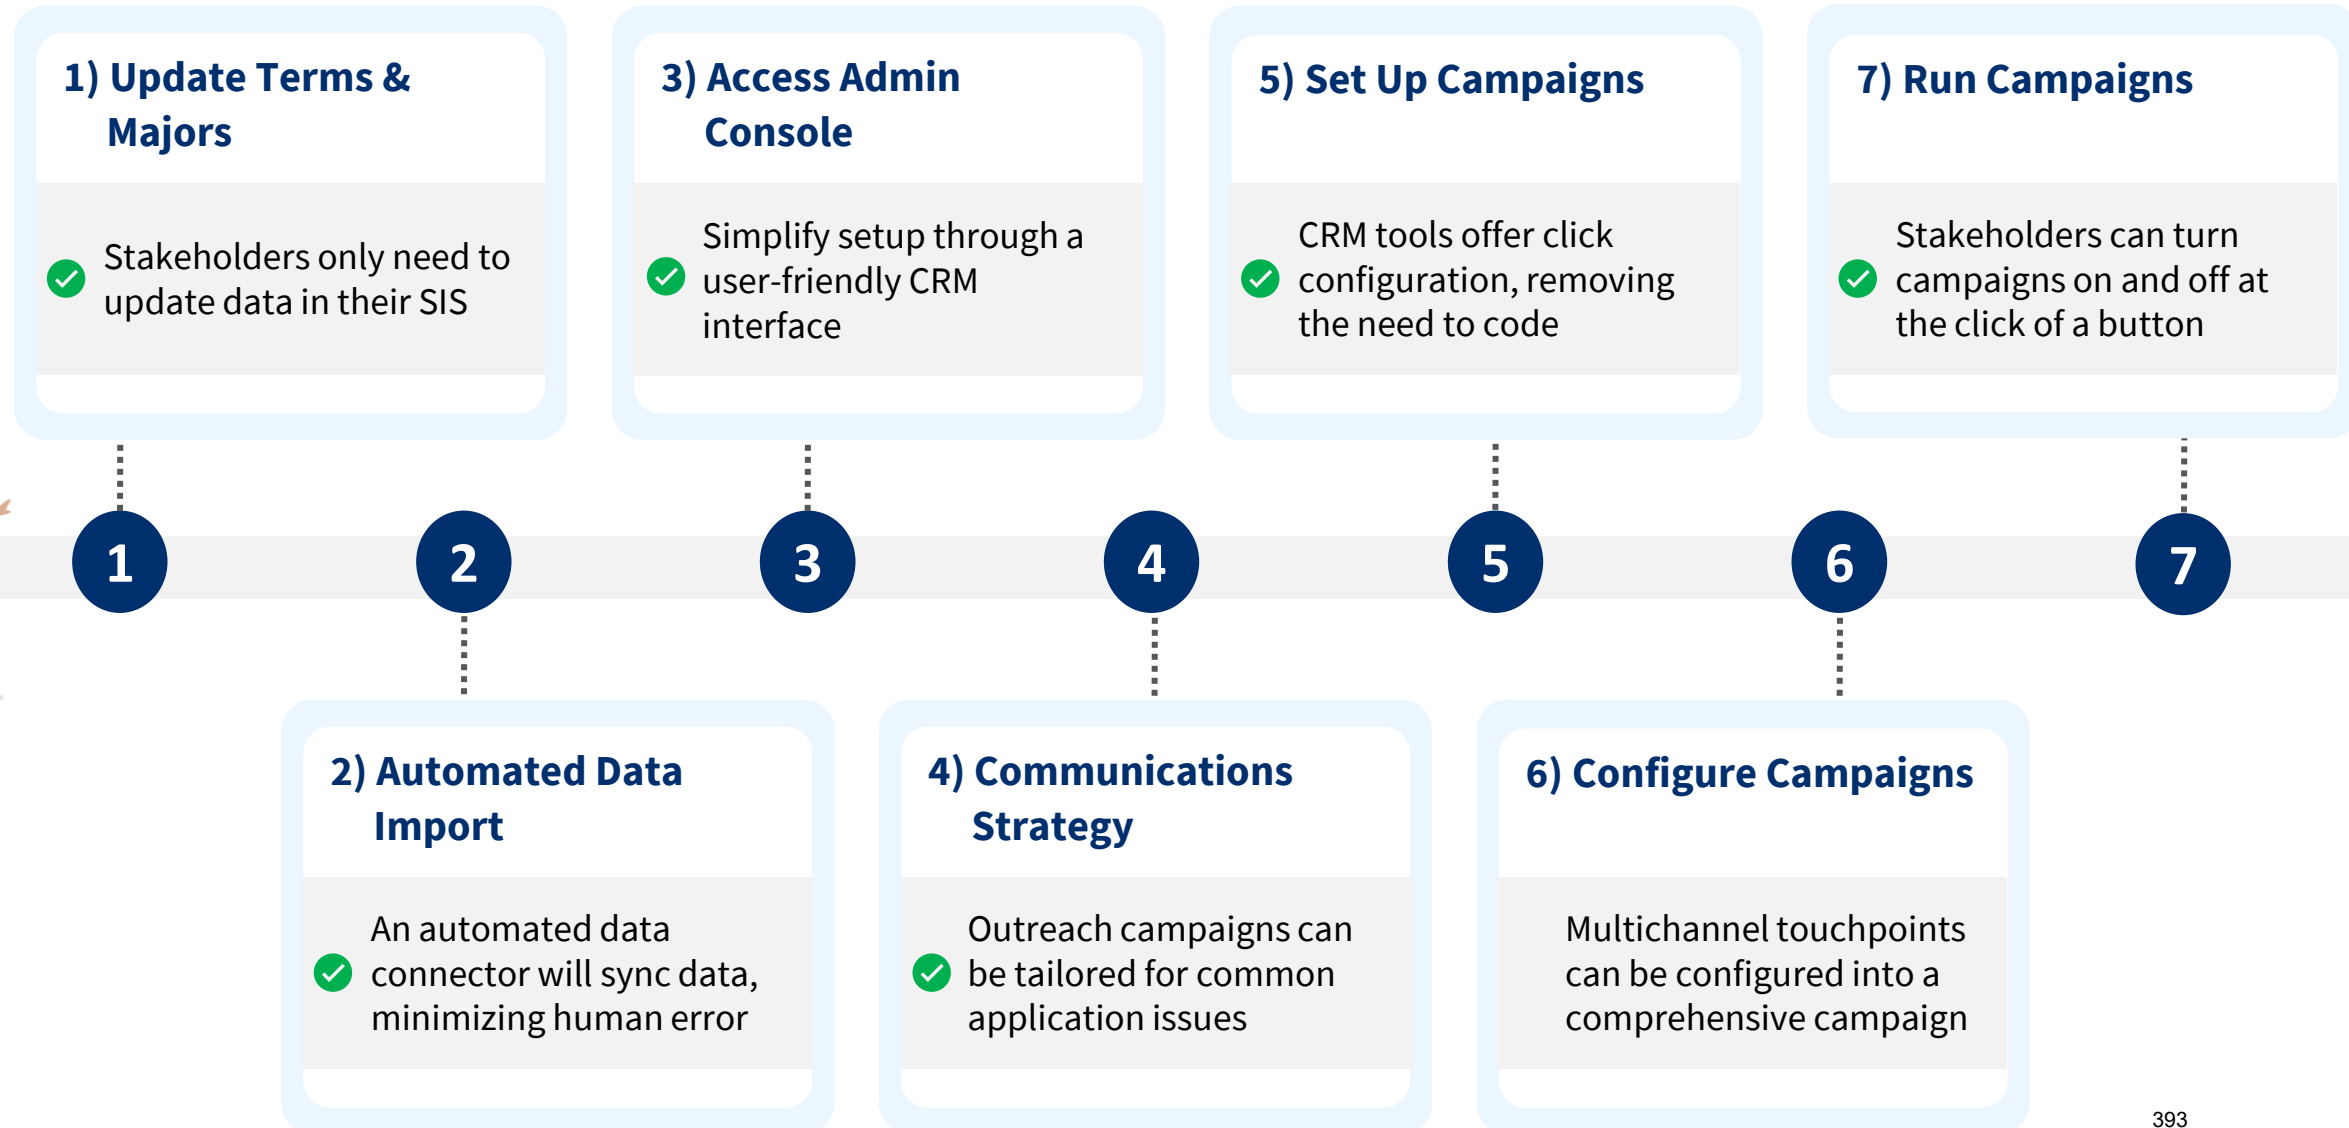 1) Update Terms &
Majors
Stakeholders only need to
update data in their SIS
3) Access Admin
Console
Simplify setup through a
user-friendly CRM
interface
5) Set Up Campaigns
CRM tools offer click
configuration, removing
the need to code
7) Run Campaigns
Stakeholders can turn
campaigns on and off at
the click of a button
1
2
3
4
5
6
7
2) Automated Data
Import
An automated data
connector will sync data,
minimizing human error
4) Communications
Strategy
Outreach campaigns can
be tailored for common
application issues
6) Configure Campaigns
Multichannel touchpoints
can be configured into a
comprehensive campaign
393